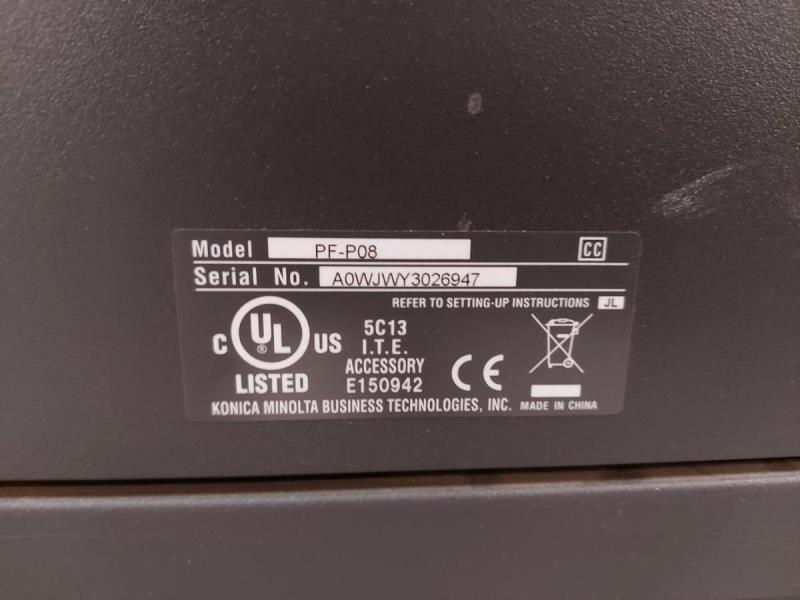 Model PF-P08 CC
Serial No. A0WJWY3026947
REFER TO SETTING-UP INSTRUCTIONS JL
C UL ® US
LISTED
5C13
I.T.E.
ACCESSORY
E150942
CE
KONICA MINOLTA BUSINESS TECHNOLOGIES, INC. MADE IN CHINA